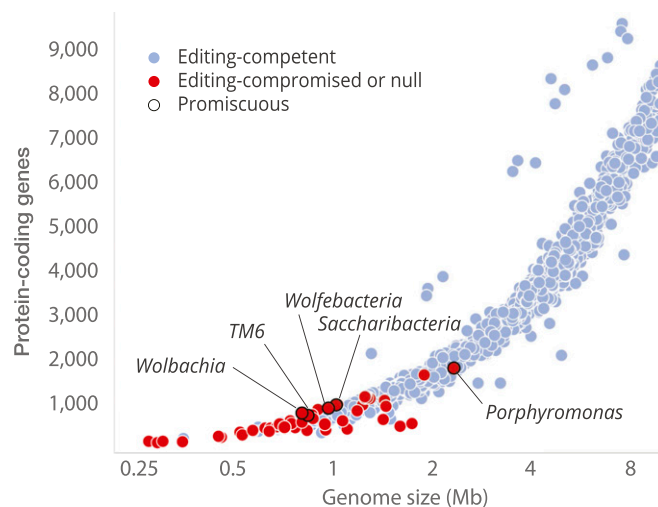 9,000
8,000
7,000
6,000
5,000
4,000
3,000
2,000
1,000
Protein-coding genes
Editing-competent
Editing-compromised or null
Promiscuous
Wolfebacteria
Saccharibacteria
TM6
Wolbachia
Porphyromonas
0.25 0.5 1 2 4 8
Genome size (Mb)